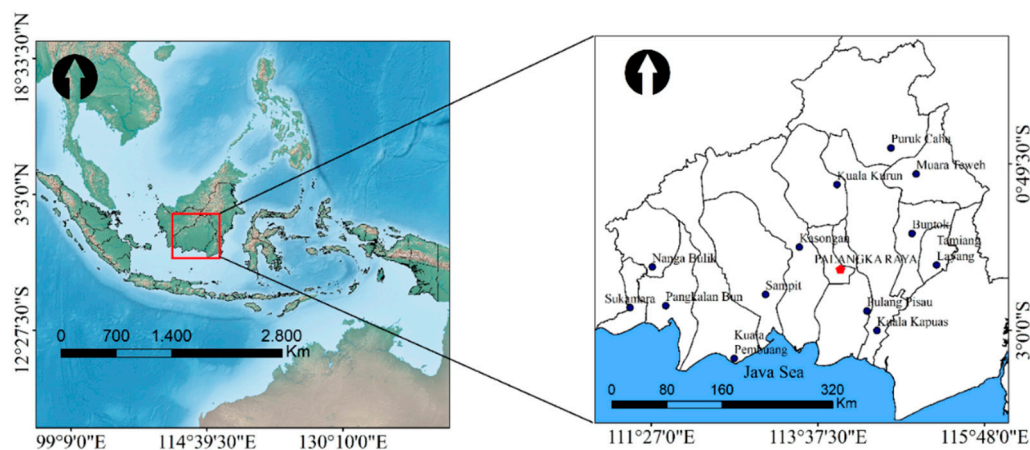 18°33'30"N
3°3'0"N
12°27'30"S
0
700
1.400
2.800
Km
99°9'0"E
114°39'30"E
130°1'0"E
Puruk Cahu
Muara Teweh
Kuala Kurun
Buntok
Tamiang
Layang
Kasongan
PALANGKA RAYA
Nanga Bulik
Sampit
Sukamara
Pangkalan Bun
Pulang Pisau
Kuala Kapuas
Kuala
Pembuang
Java Sea
0
80
160
320
Km
0°49'30"S
3°0'0"S
111°27'0"E
113°37'30"E
115°48'0"E